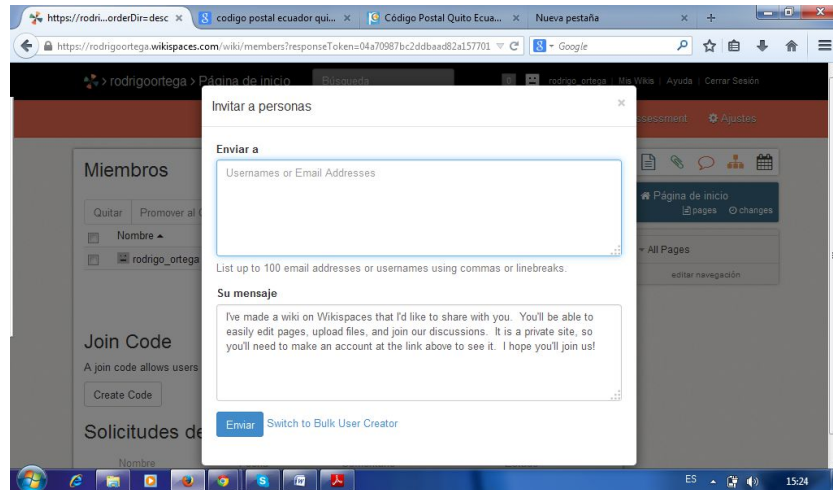 https://rodri...orderDir=desc
codigo postal ecuador qui...
Código Postal Quito Ecua...
Nueva pestaña
https://rodrigoortega.wikispaces.com/wiki/members?responseToken=04a70987bc2ddbaad82a157701
Google
rodrigoortega > Página de inicio
Búsqueda
0 rodrigo_ortega | Mis Wikis | Ayuda | Cerrar Sesión
ssessment Ajustes
Invitar a personas
Enviar a
Usernames or Email Addresses
List up to 100 email addresses or usernames using commas or linebreaks.
Su mensaje
I've made a wiki on Wikispaces that I'd like to share with you. You'll be able to
easily edit pages, upload files, and join our discussions. It is a private site, so
you'll need to make an account at the link above to see it. I hope you'll join us!
Enviar Switch to Bulk User Creator
Miembros
Quitar Promover al
Nombre
rodrigo_ortega
Join Code
A join code allows users
Create Code
Solicitudes de
Nombre
Página de inicio
pages changes
All Pages
editar navegación
ES 15:24